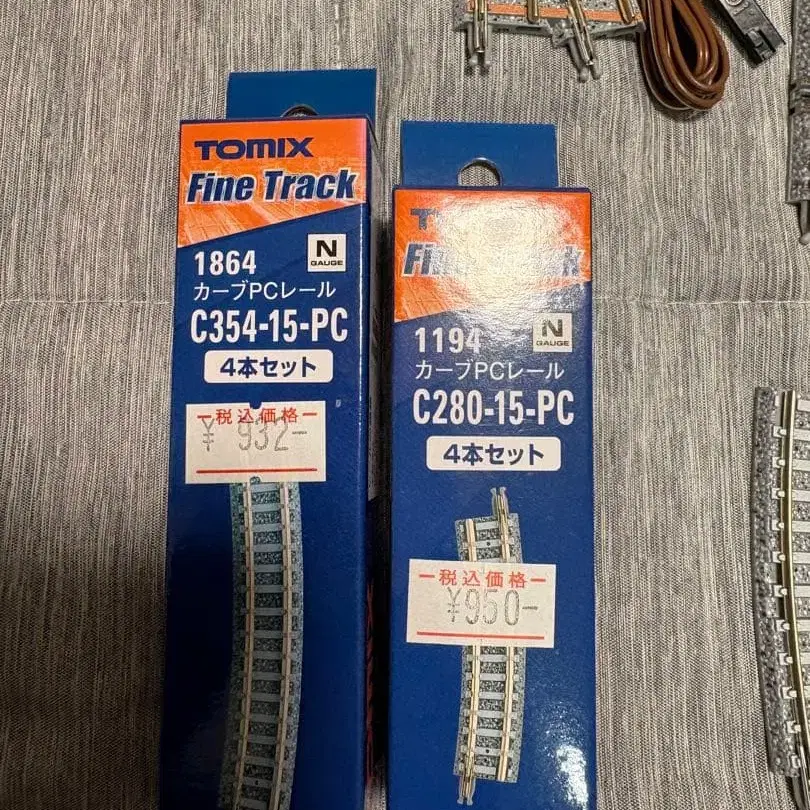 TOMIX
Fine Track
N
GAUGE
1864
カーブPCレール
C354-15-PC
4本セット
税込価格
¥ 932-
Fine Track
N
GAUGE
1194
カーブPCレール
C280-15-PC
4本セット
税込価格
¥950-
TOMIX